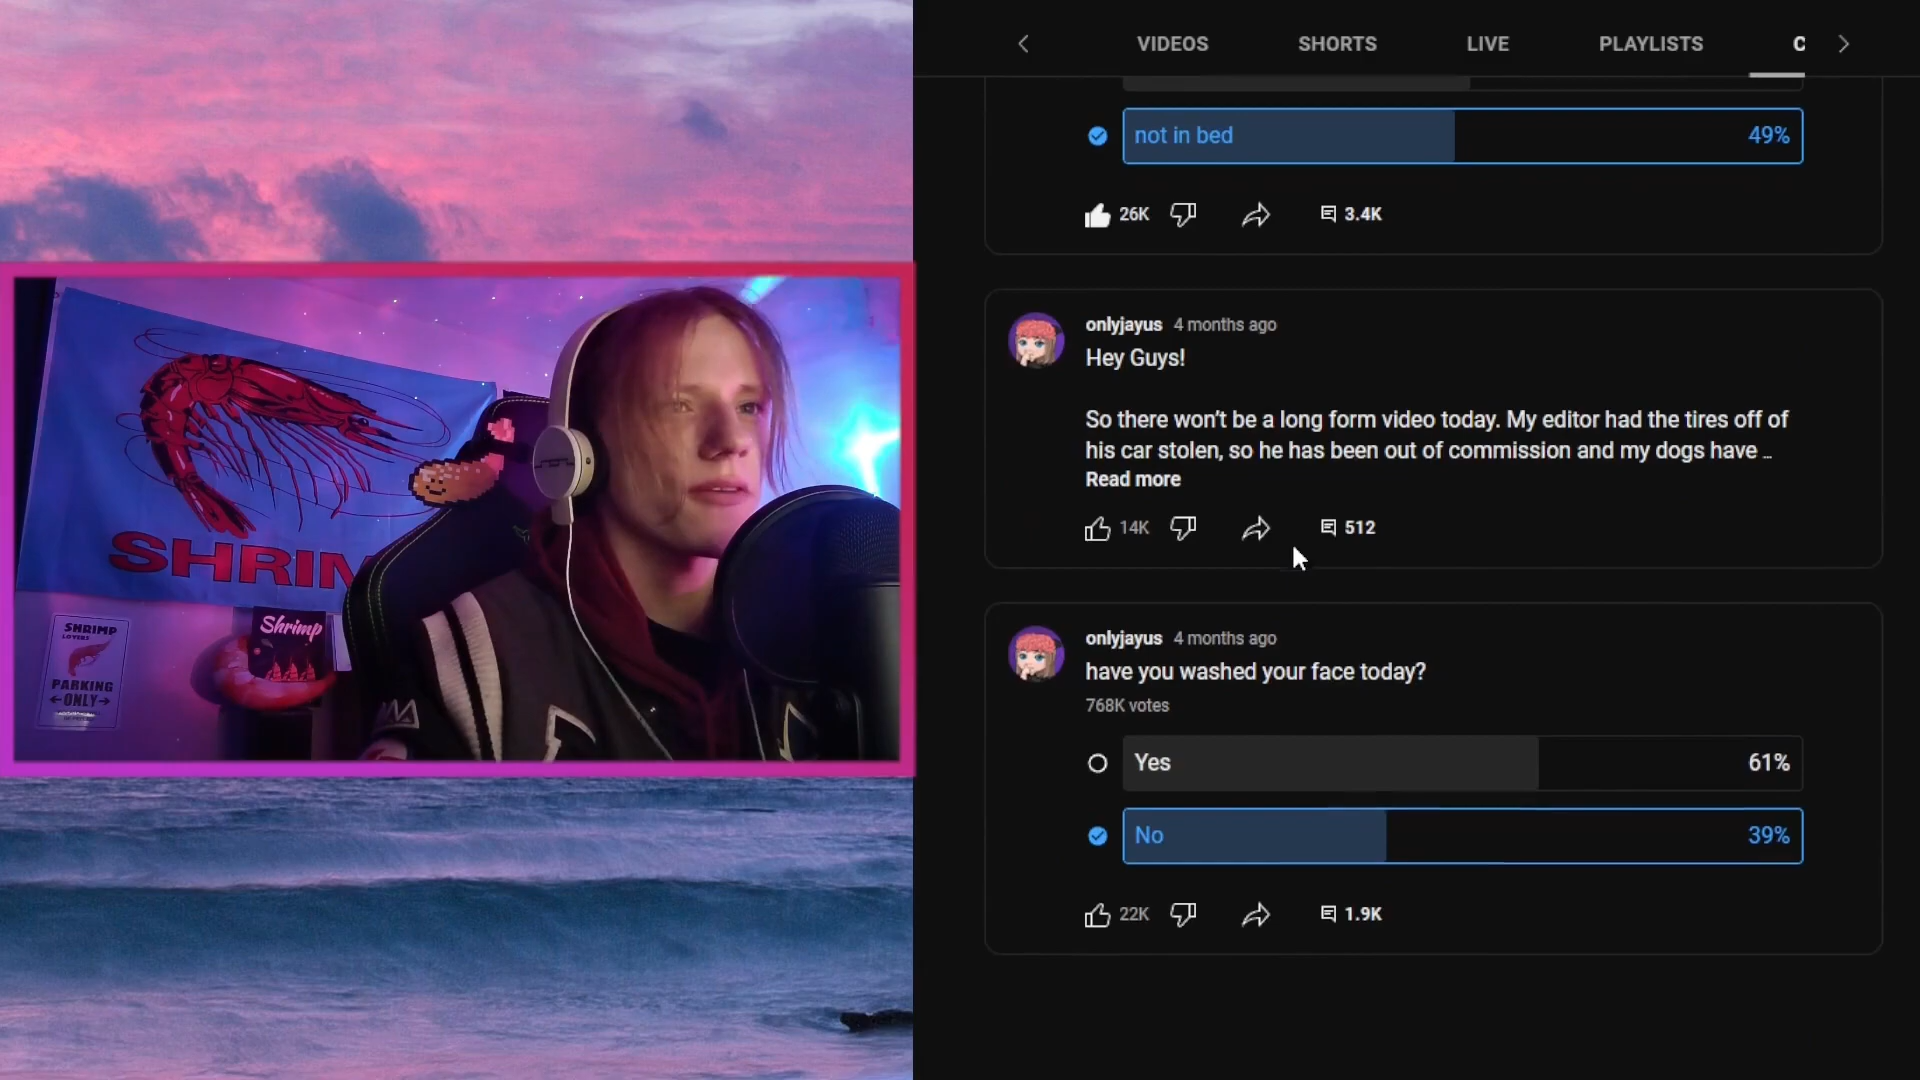 VIDEOS SHORTS LIVE PLAYLISTS
not in bed 49%
26K 3.4K
onlyjayus 4 months ago
Hey Guys!
So there won't be a long form video today. My editor had the tires off of
his car stolen, so he has been out of commission and my dogs have ...
Read more
14K 512
onlyjayus 4 months ago
have you washed your face today?
768K votes
Yes 61%
No 39%
22K 1.9K
SHRIM
Shrimp
SHRIMP
LOVERS
PARKING
ONLY